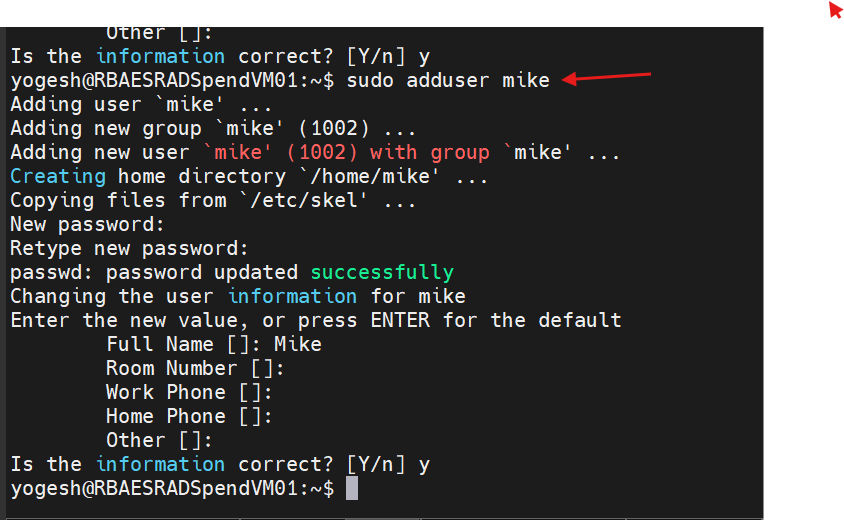 Other []:
Is the information correct? [Y/n] y
yogesh@RBAESRADSpendVM01:~$ sudo adduser mike
Adding user `mike' ...
Adding new group `mike' (1002) ...
Adding new user `mike' (1002) with group `mike' ...
Creating home directory `/home/mike' ...
Copying files from `/etc/skel' ...
New password:
Retype new password:
passwd: password updated successfully
Changing the user information for mike
Enter the new value, or press ENTER for the default
Full Name []: Mike
Room Number []:
Work Phone []:
Home Phone []:
Other []:
Is the information correct? [Y/n] y
yogesh@RBAESRADSpendVM01:~$